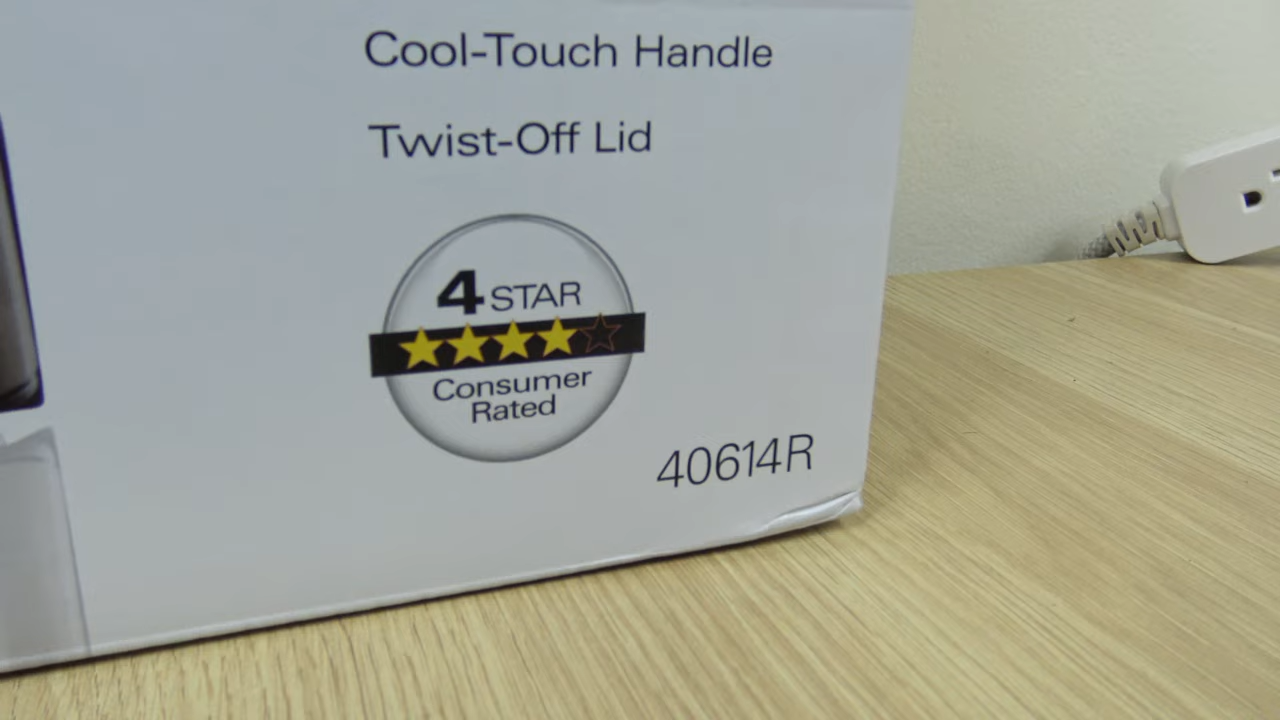 Cool-Touch Handle
Twist-Off Lid
4 STAR
Consumer
Rated
40614R